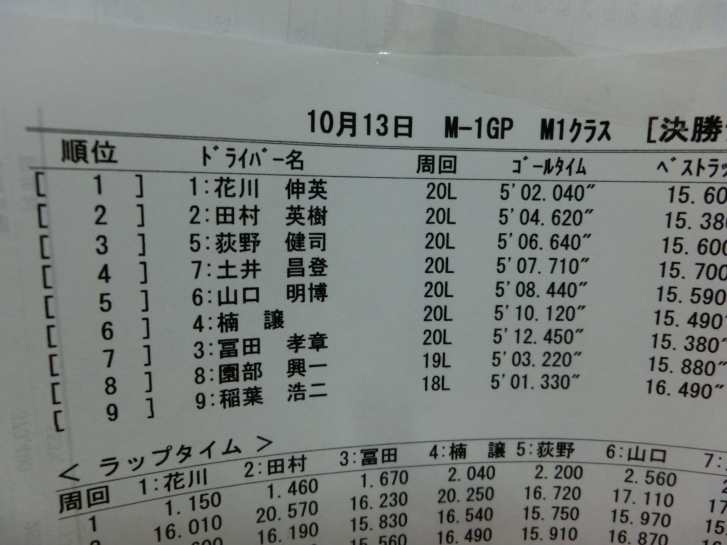 10月13日 M-1GP M1クラス [決勝
順位 ドライバー名 周回 ゴールタイム ベストラッ
[ 1 ] 1:花川 伸英 20L 5'02.040″ 15.60
[ 2 ] 2:田村 英樹 20L 5'04.620″ 15.380
[ 3 ] 5:荻野 健司 20L 5'06.640″ 15.600
[ 4 ] 7:土井 昌登 20L 5'07.710″ 15.700
[ 5 ] 6:山口 明博 20L 5'08.440″ 15.590
[ 6 ] 4:楠 譲 20L 5'10.120″ 15.490″
[ 7 ] 3:冨田 孝章 20L 5'12.450″ 15.380″
[ 8 ] 8:園部 興一 19L 5'03.220″ 15.880″
[ 9 ] 9:稲葉 浩二 18L 5'01.330″ 16.490″
< ラップタイム >
周回 1:花川 2:田村 3:冨田 4:楠 譲 5:荻野 6:山口 7:
1 1.150 1.460 1.670 2.040 2.200 2.560
16.010 20.570 16.230 20.250 16.720 17.110 17
16.190 15.830 16.540 15.750 15.970
15.560 16.490 15.910 16.870